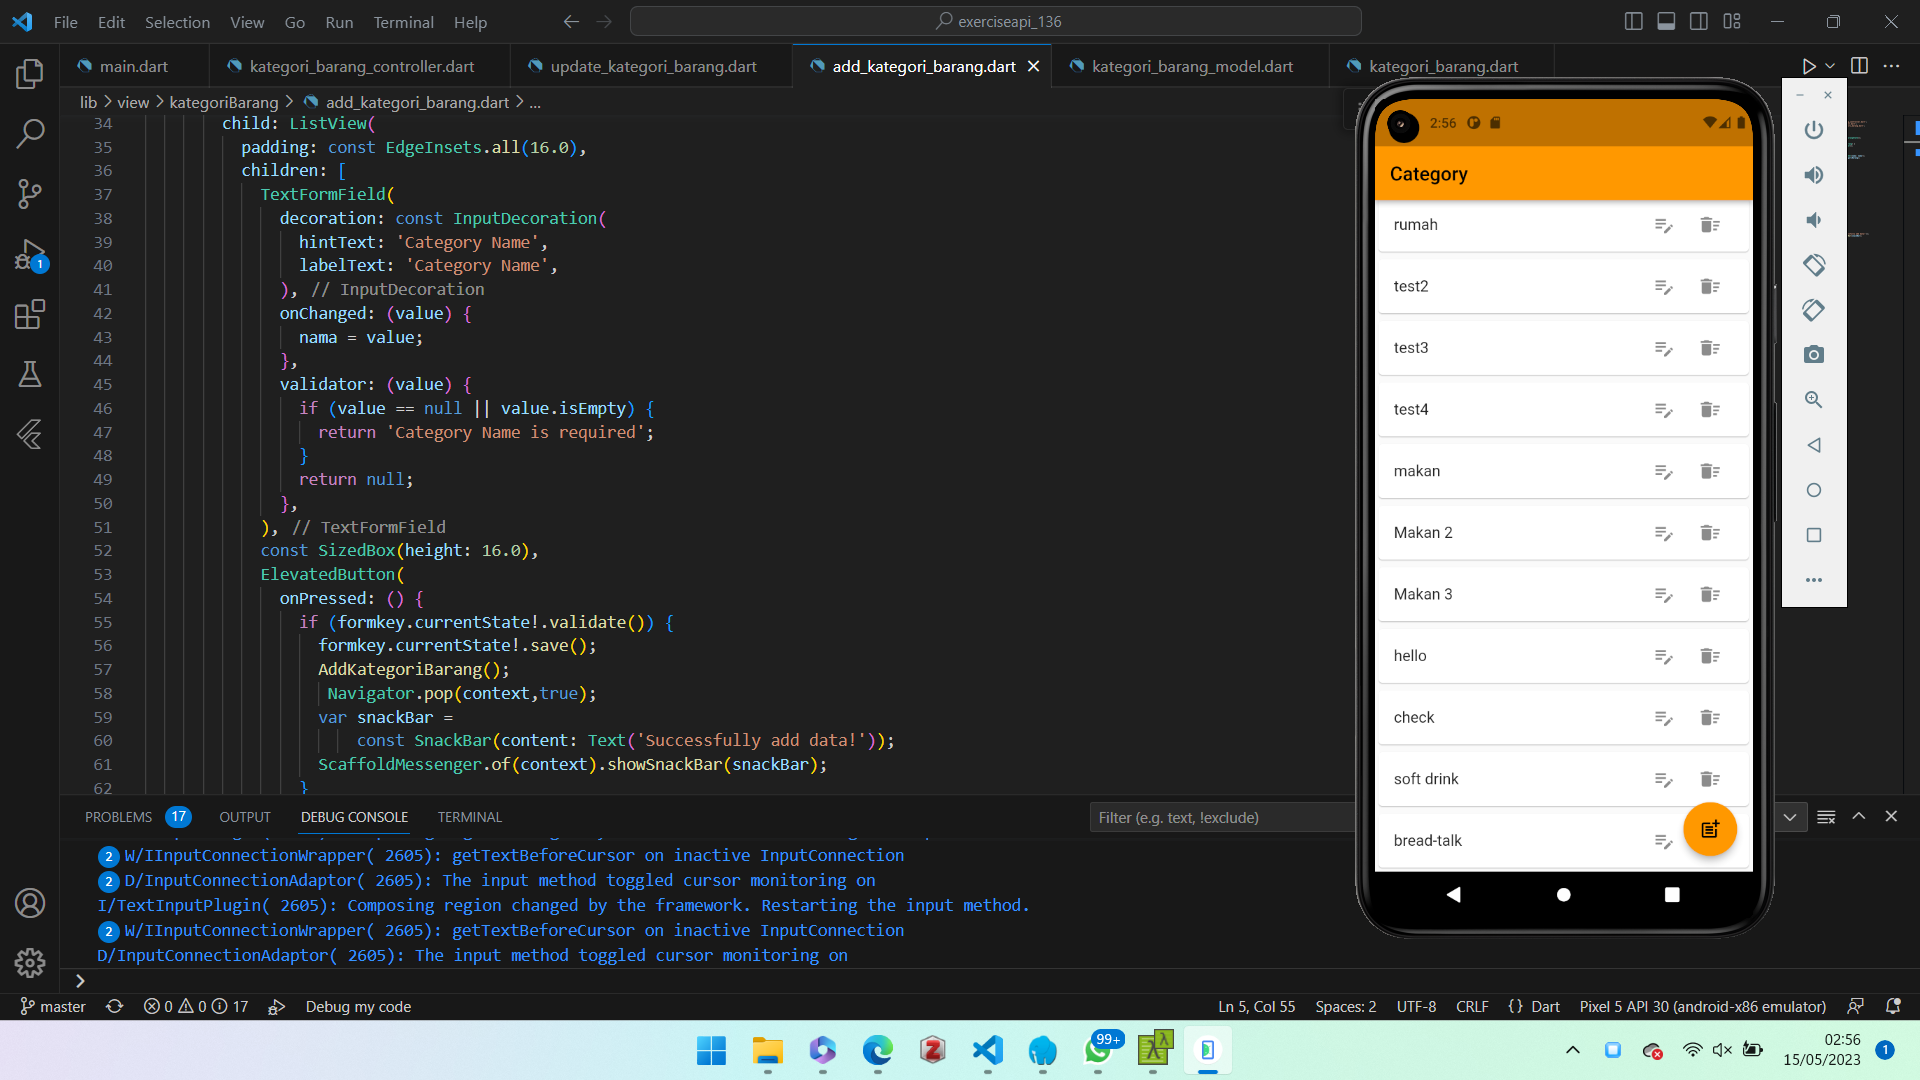 File Edit Selection View Go Run Terminal Help
exerciseapi_136
main.dart kategori_barang_controller.dart update_kategori_barang.dart add_kategori_barang.dart kategori_barang_model.dart kategori_barang.dart
lib > view > kategoriBarang > add_kategori_barang.dart > ...
34 child: ListView(
35 padding: const EdgeInsets.all(16.0),
36 children: [
37 TextFormField(
38 decoration: const InputDecoration(
39 hintText: 'Category Name',
40 labelText: 'Category Name',
41 ), // InputDecoration
42 onChanged: (value) {
43 nama = value;
44 },
45 validator: (value) {
46 if (value == null || value.isEmpty) {
47 return 'Category Name is required';
48 }
49 return null;
50 },
51 ), // TextFormField
52 const SizedBox(height: 16.0),
53 ElevatedButton(
54 onPressed: () {
55 if (formkey.currentState!.validate()) {
56 formkey.currentState!.save();
57 AddKategoriBarang();
58 Navigator.pop(context,true);
59 var snackBar =
60 const SnackBar(content: Text('Successfully add data!'));
61 ScaffoldMessenger.of(context).showSnackBar(snackBar);
62 }
2:56
Category
rumah
test2
test3
test4
makan
Makan 2
Makan 3
hello
check
soft drink
bread-talk
1
PROBLEMS 17 OUTPUT DEBUG CONSOLE TERMINAL
Filter (e.g. text, !exclude)
2 W/IInputConnectionWrapper( 2605): getTextBeforeCursor on inactive InputConnection
2 D/InputConnectionAdaptor( 2605): The input method toggled cursor monitoring on
I/TextInputPlugin( 2605): Composing region changed by the framework. Restarting the input method.
2 W/IInputConnectionWrapper( 2605): getTextBeforeCursor on inactive InputConnection
D/InputConnectionAdaptor( 2605): The input method toggled cursor monitoring on
>
master 0 0 17 Debug my code Ln 5, Col 55 Spaces: 2 UTF-8 CRLF {} Dart Pixel 5 API 30 (android-x86 emulator)
99+
02:56
15/05/2023
1